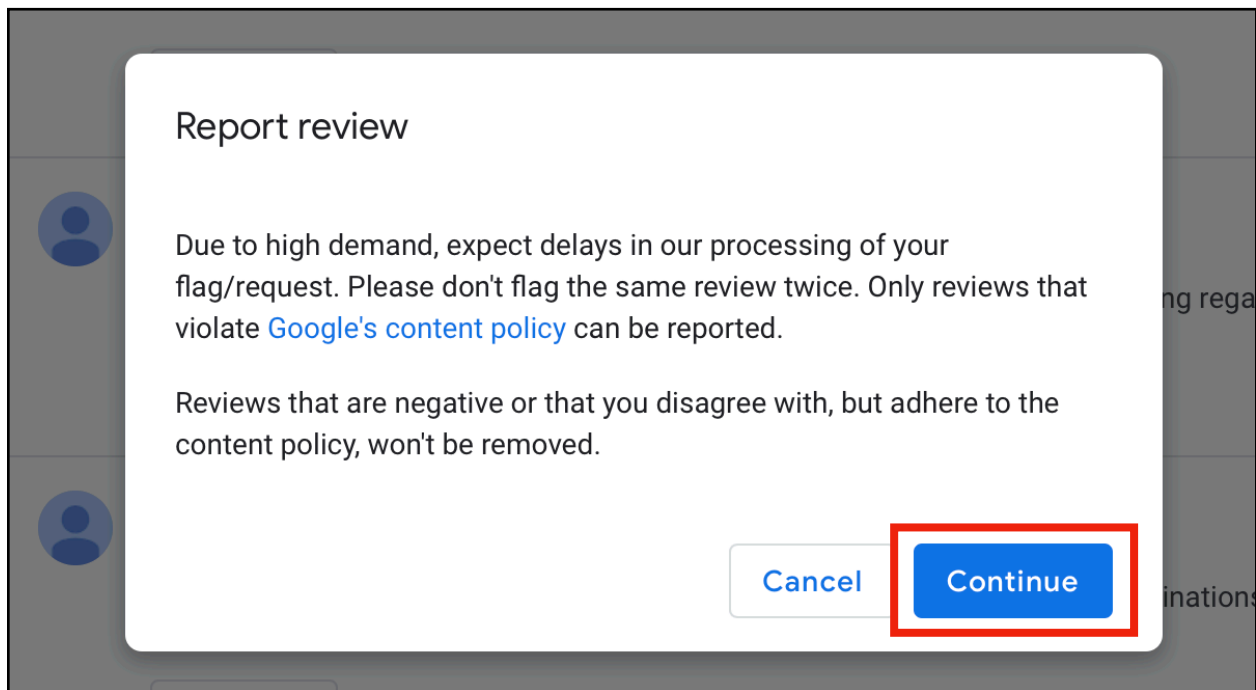 Report review
Due to high demand, expect delays in our processing of your
flag/request. Please don't flag the same review twice. Only reviews that
violate Google's content policy can be reported.
Reviews that are negative or that you disagree with, but adhere to the
content policy, won't be removed.
Cancel
Continue